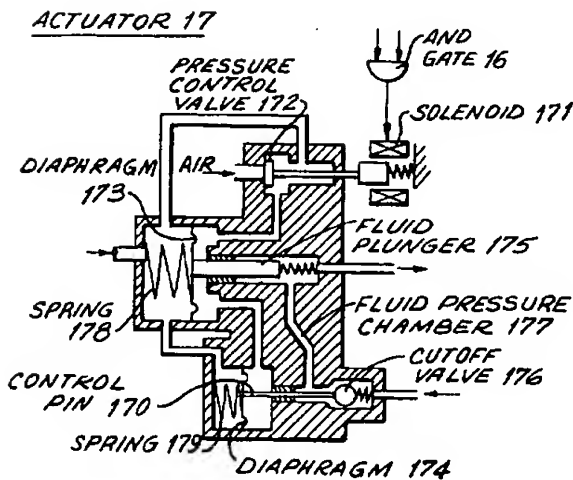 ACTUATOR 17
AND
GATE 16
PRESSURE
CONTROL
VALVE 172
SOLENOID 171
DIAPHRAGM
173
AIR
FLUID
PLUNGER 175
SPRING
178
FLUID PRESSURE
CHAMBER 177
CUTOFF
VALVE 176
CONTROL
PIN 170
SPRING 179
DIAPHRAGM 174